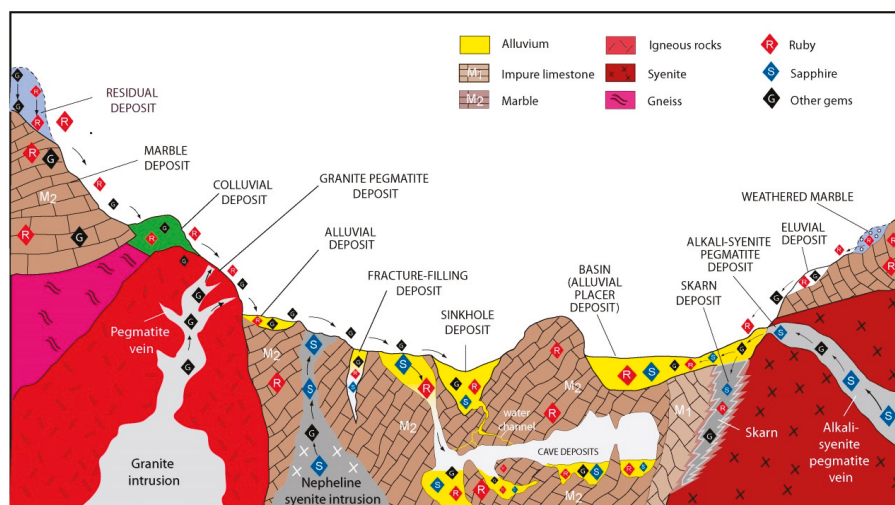 Alluvium
Igneous rocks
R
Ruby
M1
Impure limestone
Syenite
S
Sapphire
M2
Marble
Gneiss
G
Other gems
RESIDUAL
DEPOSIT
MARBLE
DEPOSIT
COLLUVIAL
DEPOSIT
GRANITE PEGMATITE
DEPOSIT
ALLUVIAL
DEPOSIT
FRACTURE-FILLING
DEPOSIT
SINKHOLE
DEPOSIT
BASIN
(ALLUVIAL
PLACER
DEPOSIT)
SKARN
DEPOSIT
ALKALI-SYENITE
PEGMATITE
DEPOSIT
ELUVIAL
DEPOSIT
WEATHERED MARBLE
M2
Pegmatite
vein
Granite
intrusion
M2
Nepheline
syenite intrusion
M2
water
channel
M2
CAVE DEPOSITS
M2
M1
Skarn
Alkali-
syenite
pegmatite
vein